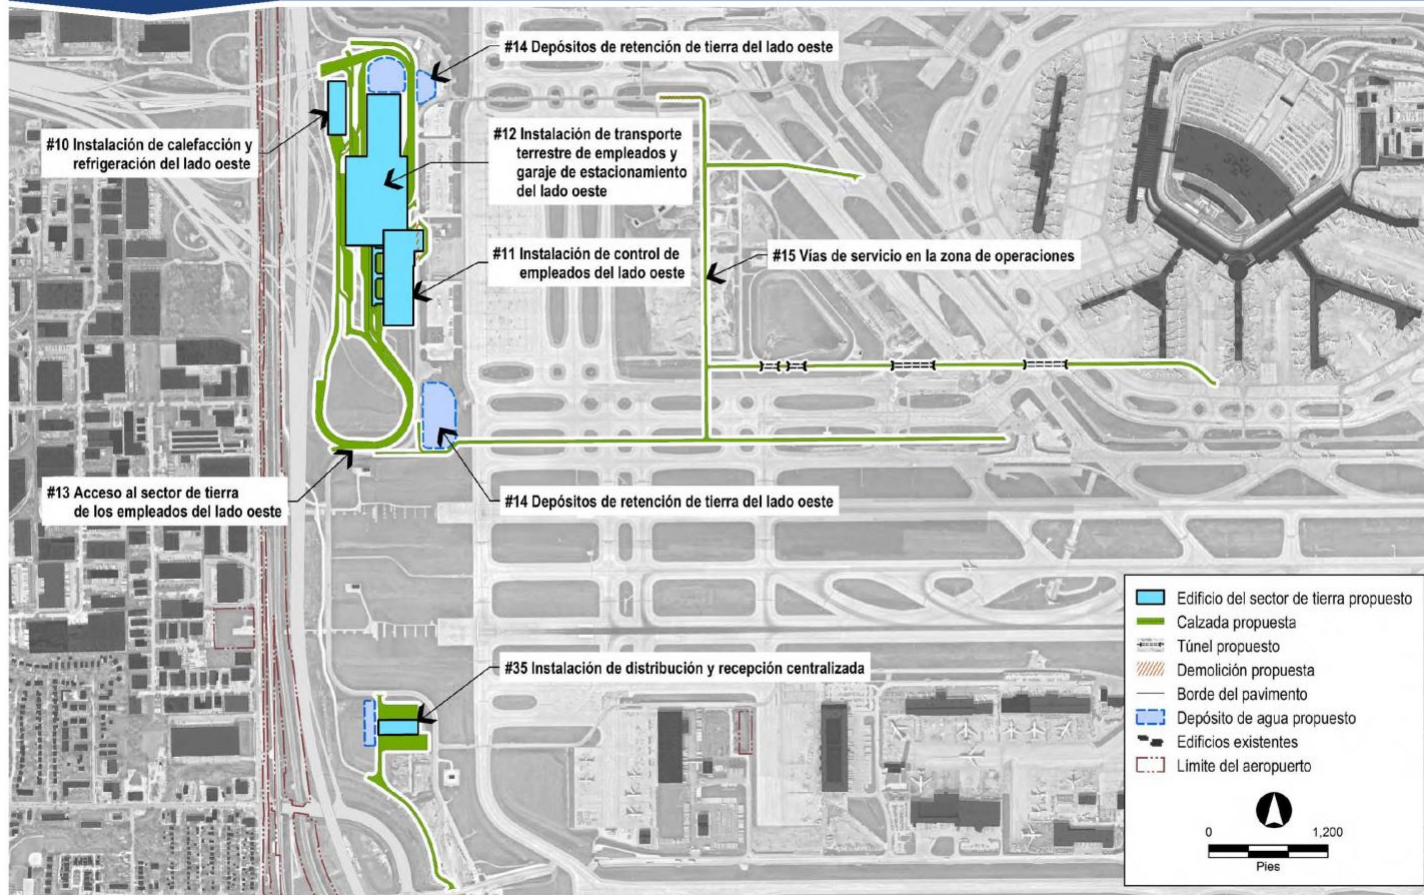 #14 Depósitos de retención de tierra del lado oeste
#10 Instalación de calefacción y
refrigeración del lado oeste
#12 Instalación de transporte
terrestre de empleados y
garaje de estacionamiento
del lado oeste
#11 Instalación de control de
empleados del lado oeste
#15 Vías de servicio en la zona de operaciones
#13 Acceso al sector de tierra
de los empleados del lado oeste
#14 Depósitos de retención de tierra del lado oeste
#35 Instalación de distribución y recepción centralizada
Edificio del sector de tierra propuesto
Calzada propuesta
Túnel propuesto
Demolición propuesta
Borde del pavimento
Depósito de agua propuesto
Edificios existentes
Límite del aeropuerto
0 1,200
Pies